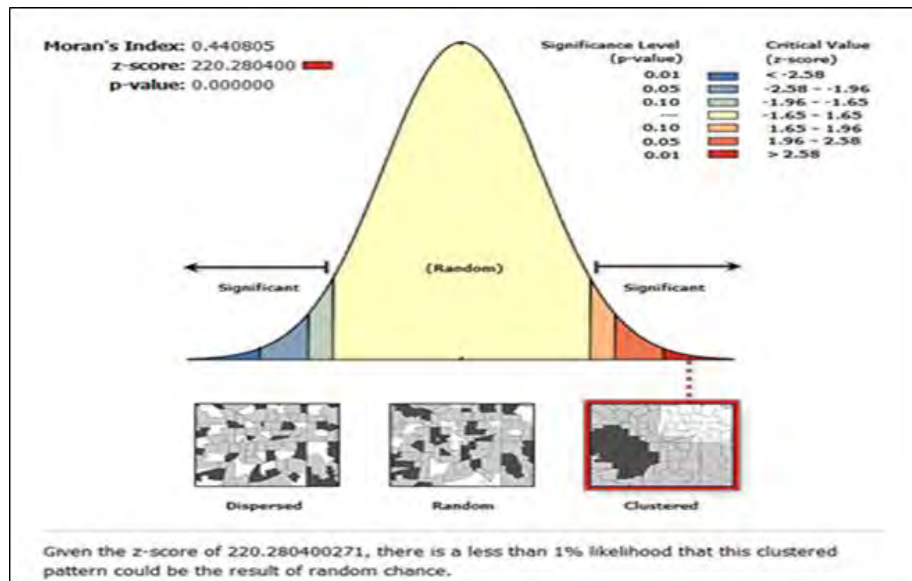 Moran's Index: 0.440805
z-score: 220.280400
p-value: 0.000000
Significance Level (p-value)
Critical Value (z-score)
0.01 < -2.58
0.05 -2.58 - -1.96
0.10 -1.96 - -1.65
--- -1.65 - 1.65
0.10 1.65 - 1.96
0.05 1.96 - 2.58
0.01 > 2.58
(Random)
Significant
Significant
Dispersed
Random
Clustered
Given the z-score of 220.280400271, there is a less than 1% likelihood that this clustered
pattern could be the result of random chance.